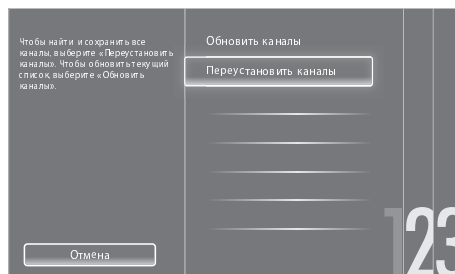 Чтобы найти и сохранить все
каналы, выберите «Переустановить
каналы». Чтобы обновить текущий
список, выберите «Обновить
каналы».
Обновить каналы
Переустановить каналы
Отмена
123